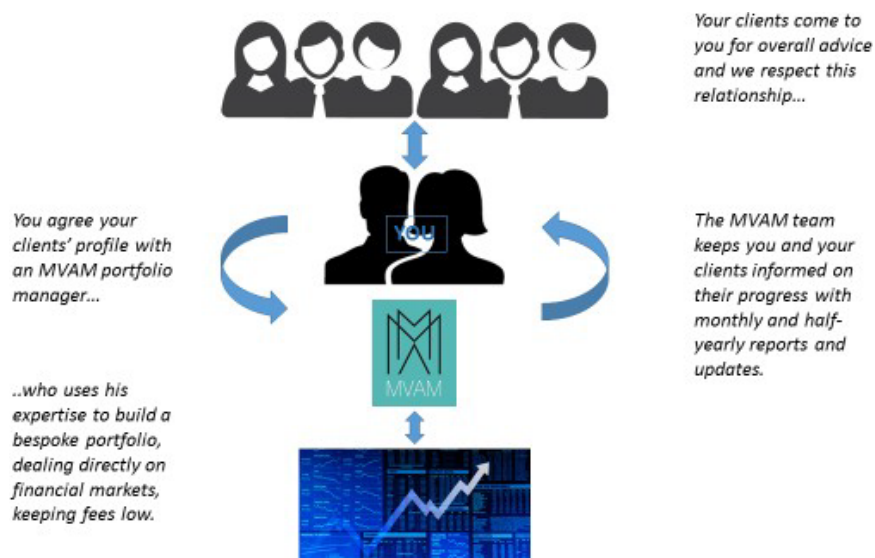 Your clients come to
you for overall advice
and we respect this
relationship...
YOU
You agree your
clients' profile with
an MVAM portfolio
manager...
The MVAM team
keeps you and your
clients informed on
their progress with
monthly and half-
yearly reports and
updates.
MVAM
..who uses his
expertise to build a
bespoke portfolio,
dealing directly on
financial markets,
keeping fees low.